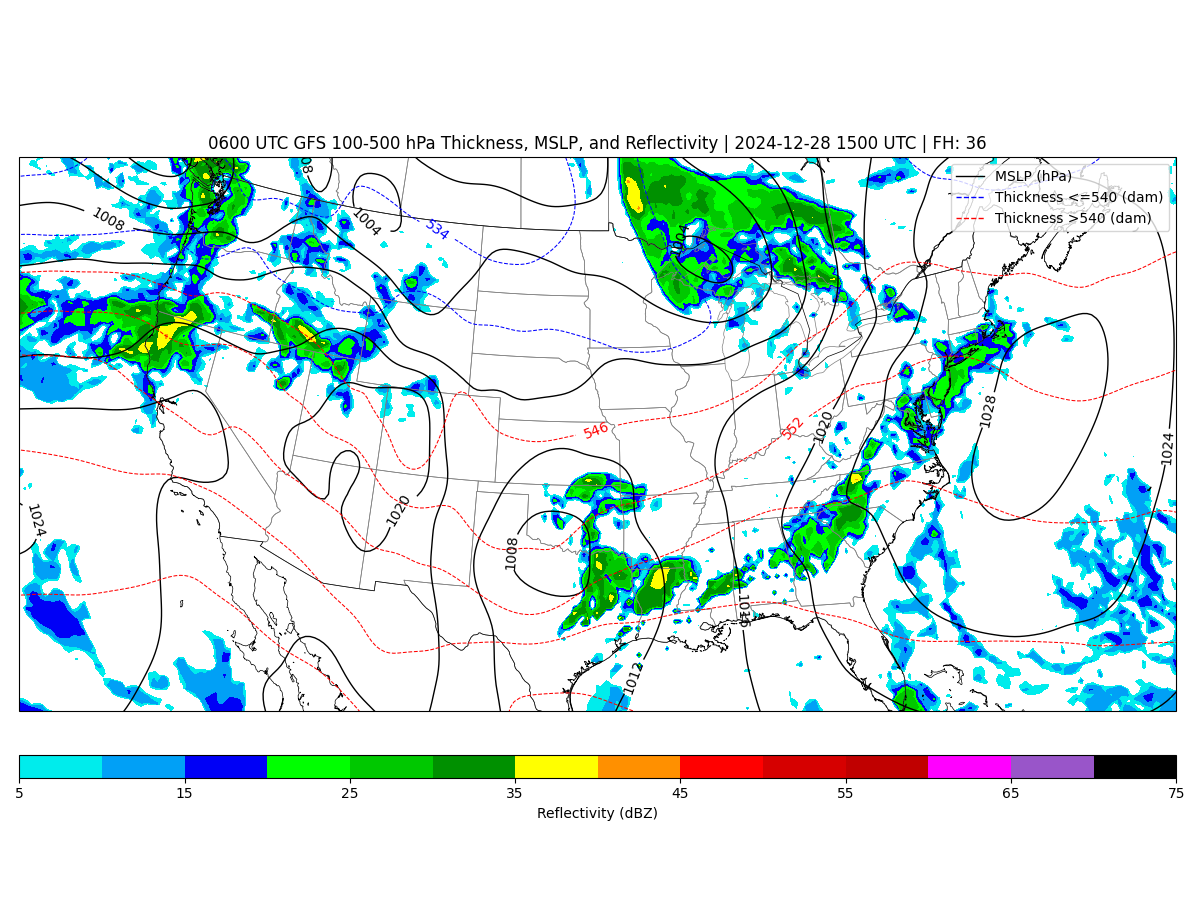 0600 UTC GFS 100-500 hPa Thickness, MSLP, and Reflectivity | 2024-12-28 1500 UTC | FH: 36
MSLP (hPa)
Thickness <=540 (dam)
Thickness >540 (dam)
1008
1004
534
1004
546
552
1020
1028
1024
1024
1020
1008
1016
1012
5 15 25 35 45 55 65 75
Reflectivity (dBZ)